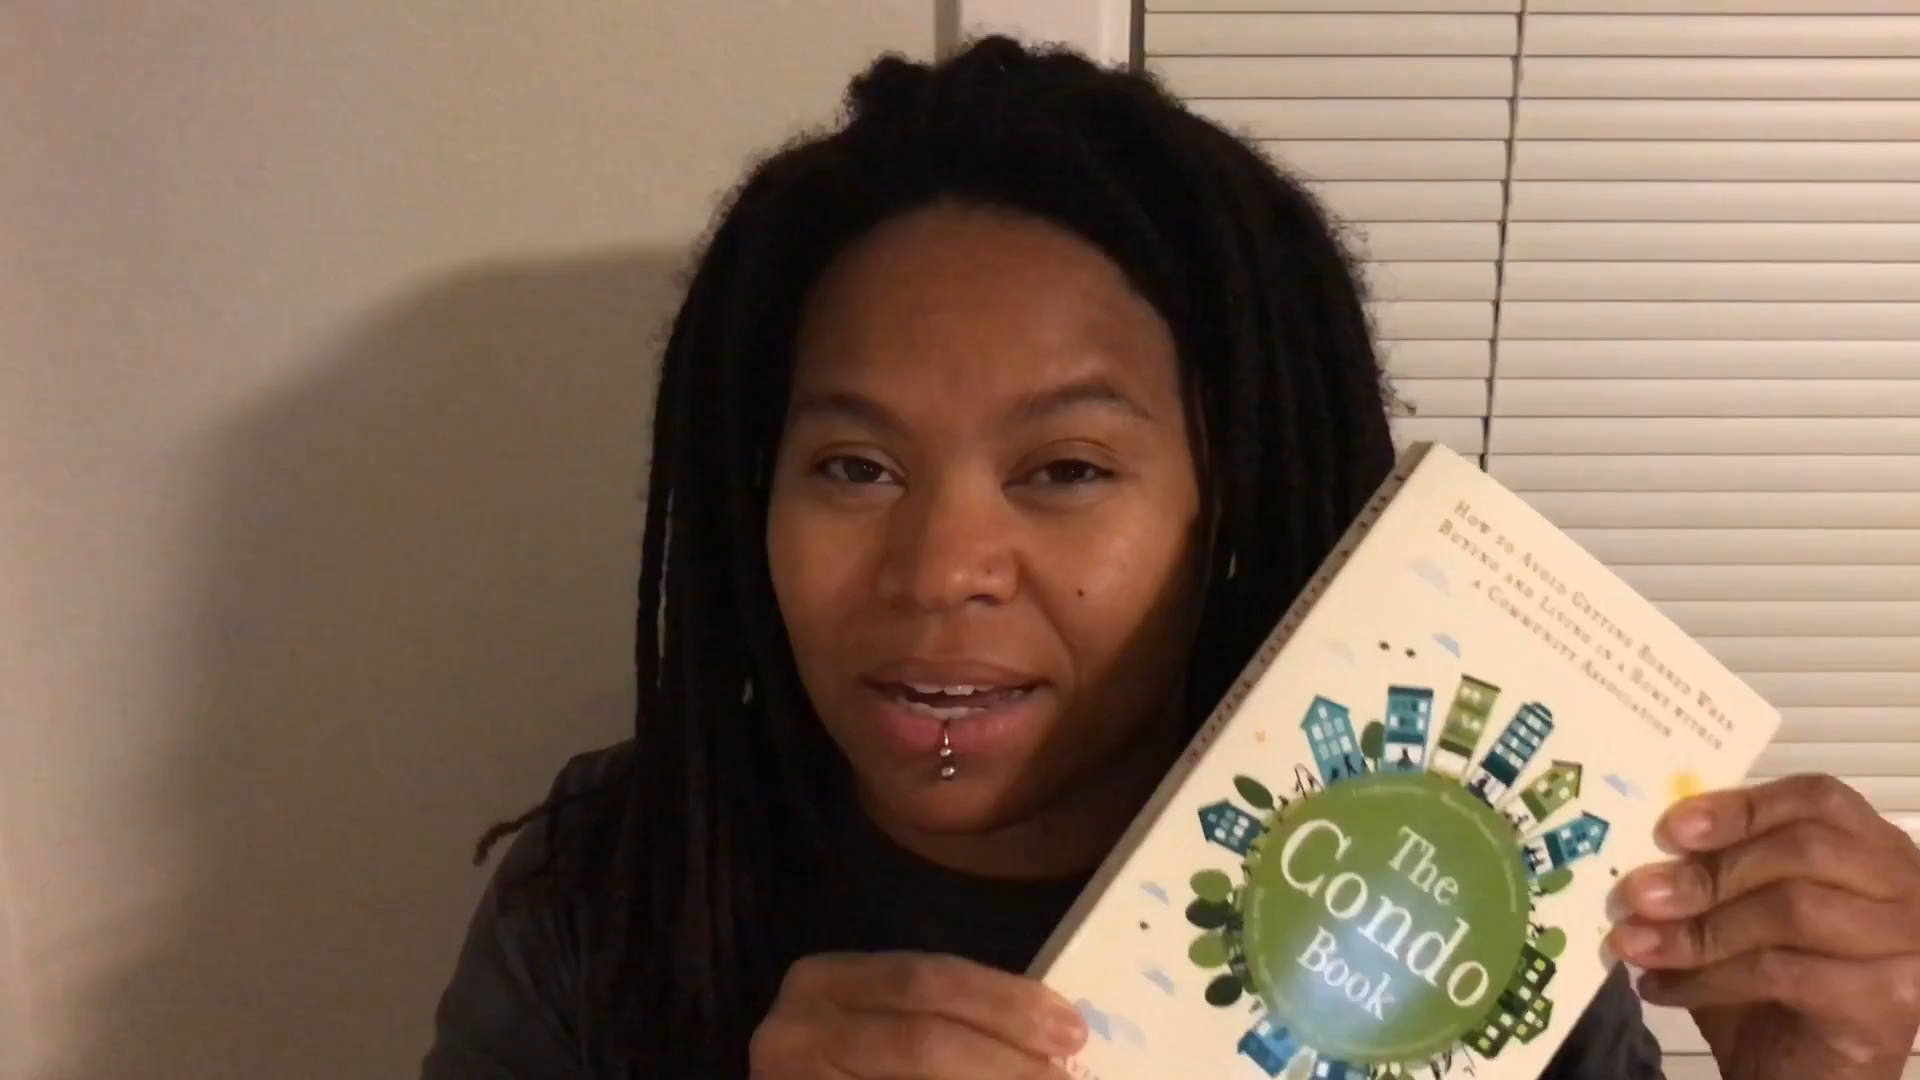 How to Avoid Getting Burned When
Buying and Living in a Home within
a Community Association
The
Condo
Book